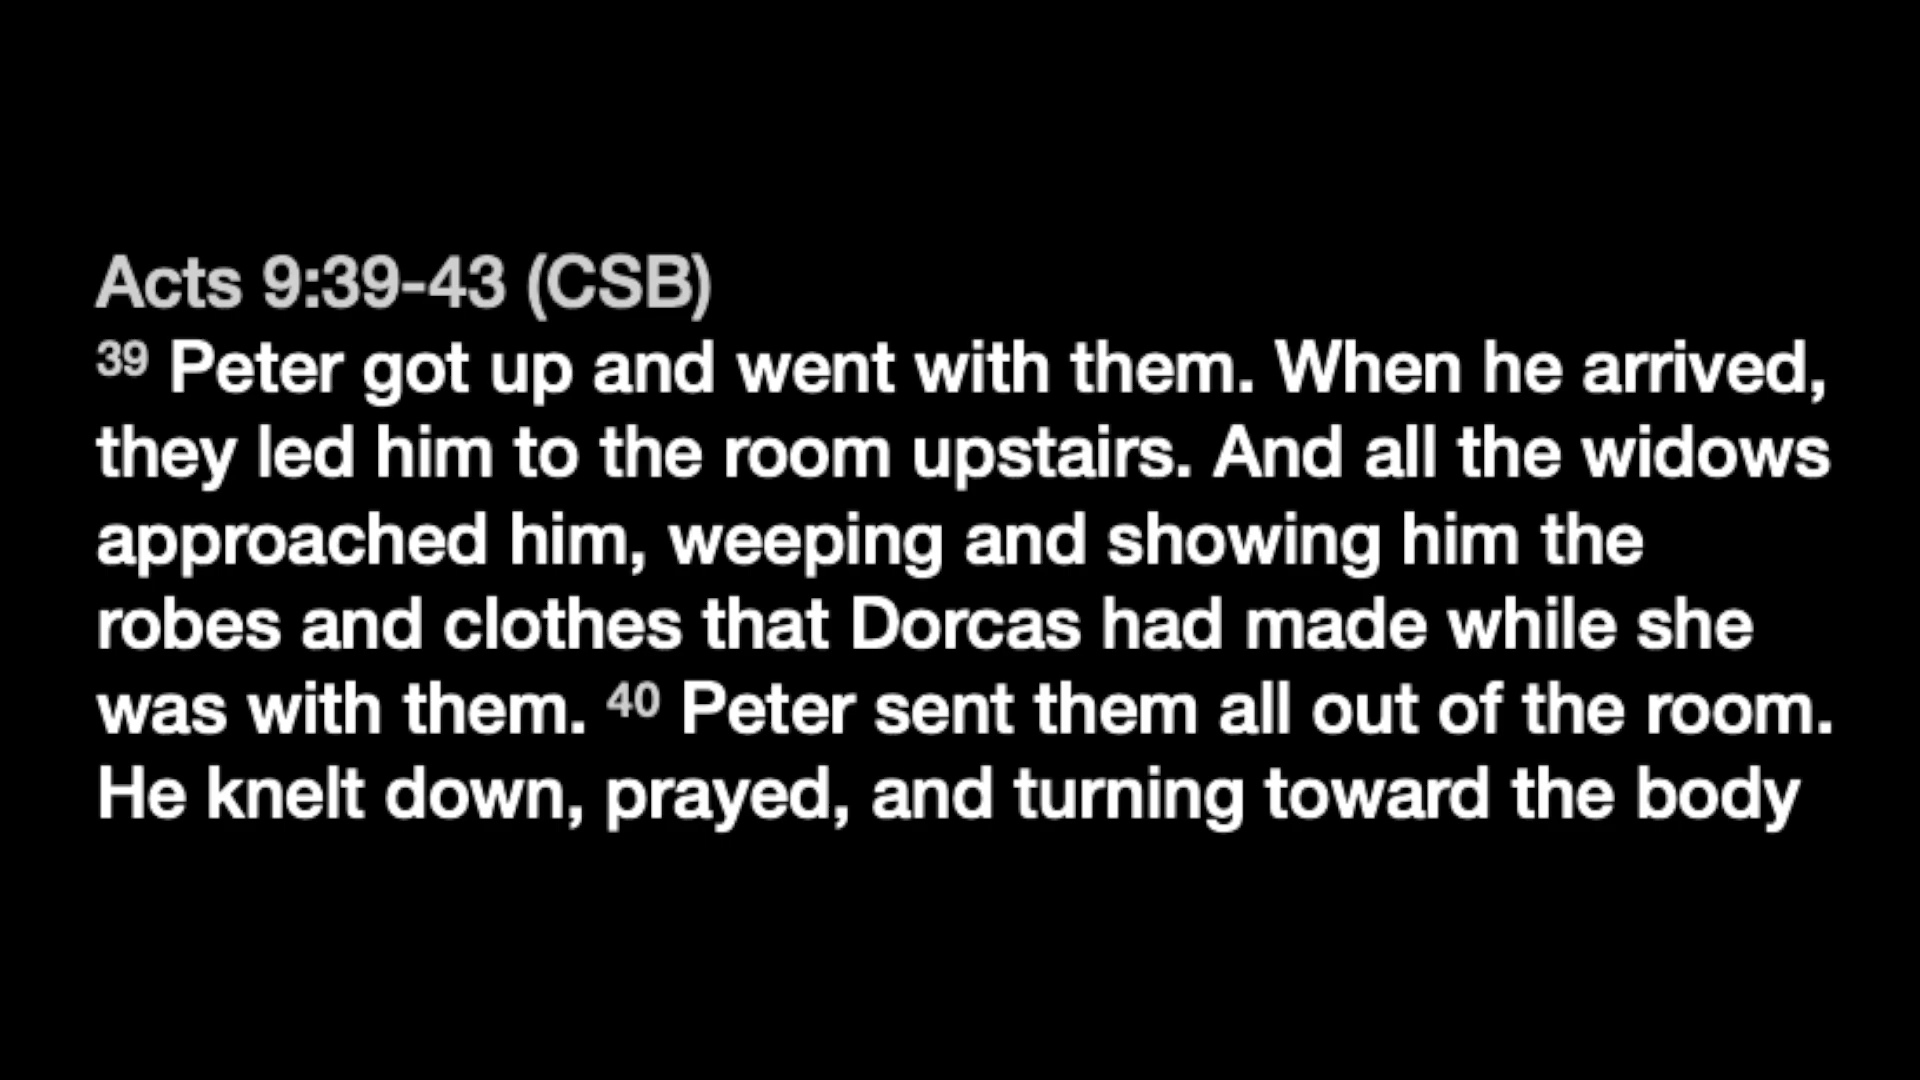 Acts 9:39-43 (CSB)
39 Peter got up and went with them. When he arrived,
they led him to the room upstairs. And all the widows
approached him, weeping and showing him the
robes and clothes that Dorcas had made while she
was with them. 40 Peter sent them all out of the room.
He knelt down, prayed, and turning toward the body